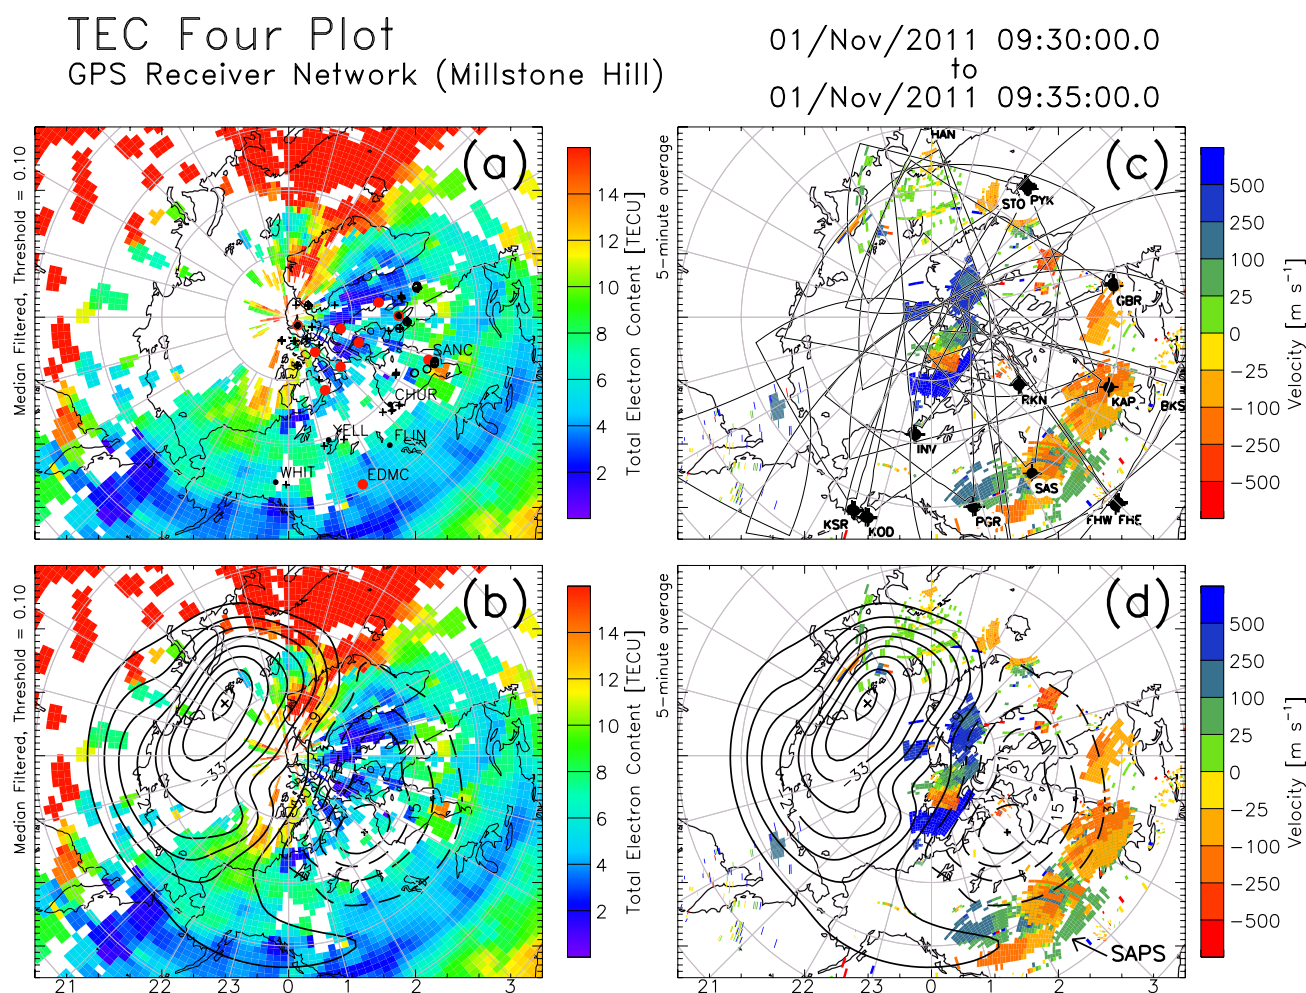 TEC Four Plot
GPS Receiver Network (Millstone Hill)
01/Nov/2011 09:30:00.0
to
01/Nov/2011 09:35:00.0
Median Filtered, Threshold = 0.10
(a)
SANC
CHUR
YELL
FLIN
WHIT
EDMC
14
12
10
8
6
4
2
Total Electron Content [TECU]
5-minute average
(c)
HAN
STO
PYK
GBR
RKN
KAP
BKS
INV
SAS
KSR
KOD
PGR
FHW
FHE
500
250
100
25
0
-25
-100
-250
-500
Velocity [m s⁻¹]
Median Filtered, Threshold = 0.10
(b)
-33
-9
3
21
22
23
0
1
2
3
14
12
10
8
6
4
2
Total Electron Content [TECU]
5-minute average
(d)
-33
-9
15
3
SAPS
21
22
23
0
1
2
3
500
250
100
25
0
-25
-100
-250
-500
Velocity [m s⁻¹]